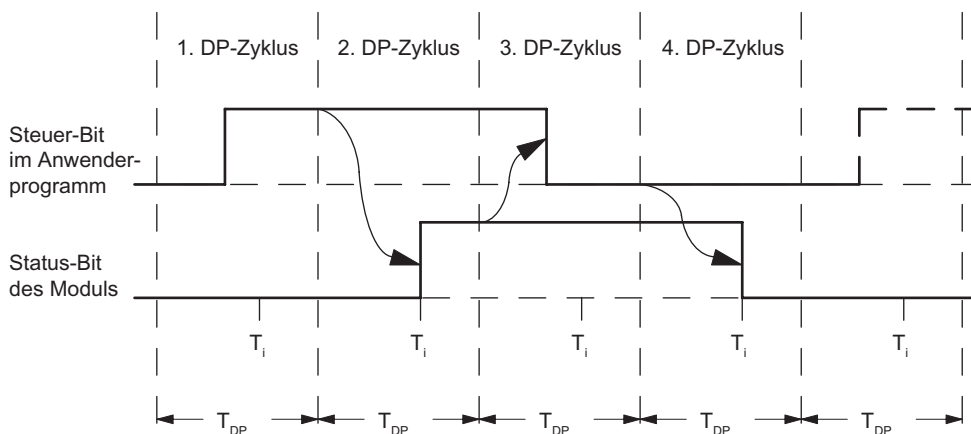 1. DP-Zyklus 2. DP-Zyklus 3. DP-Zyklus 4. DP-Zyklus
Steuer-Bit
im Anwender-
programm
Status-Bit
des Moduls
Ti Ti Ti Ti Ti
TDP TDP TDP TDP TDP